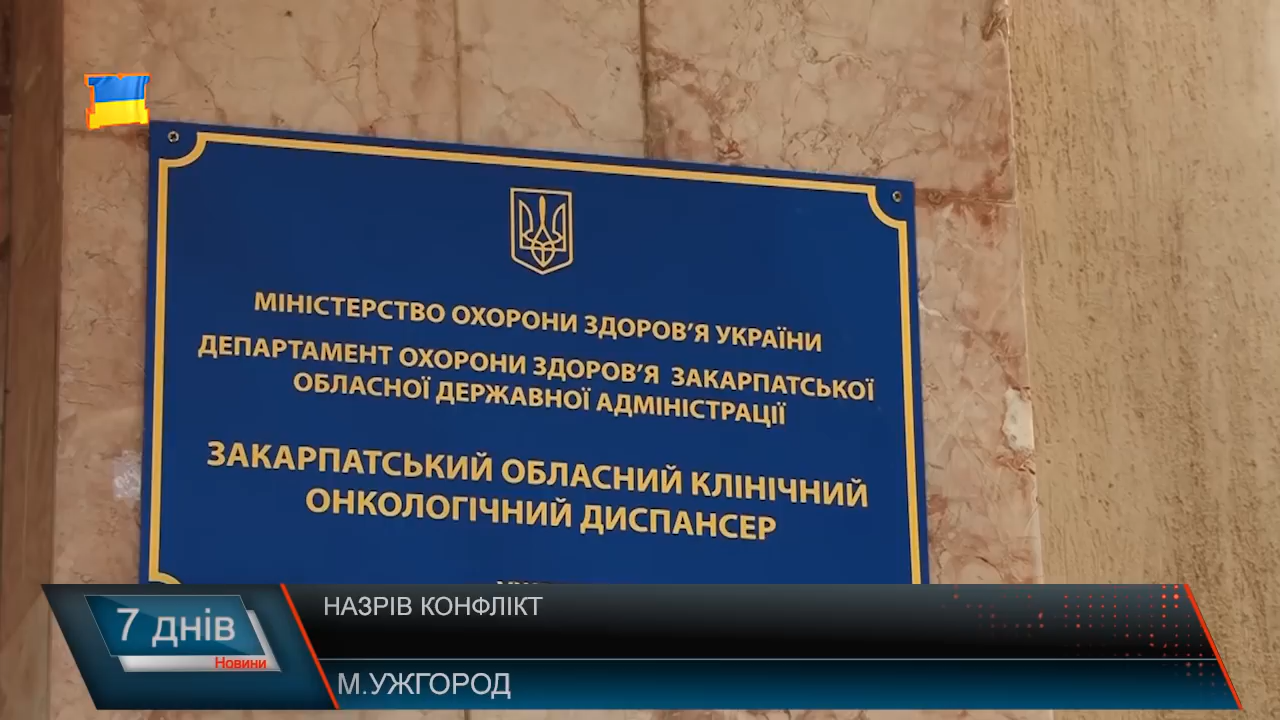 МІНІСТЕРСТВО ОХОРОНИ ЗДОРОВ'Я УКРАЇНИ
ДЕПАРТАМЕНТ ОХОРОНИ ЗДОРОВ'Я ЗАКАРПАТСЬКОЇ
ОБЛАСНОЇ ДЕРЖАВНОЇ АДМІНІСТРАЦІЇ
ЗАКАРПАТСЬКИЙ ОБЛАСНИЙ КЛІНІЧНИЙ
ОНКОЛОГІЧНИЙ ДИСПАНСЕР
7 днів
Новини
НАЗРІВ КОНФЛІКТ
М.УЖГОРОД